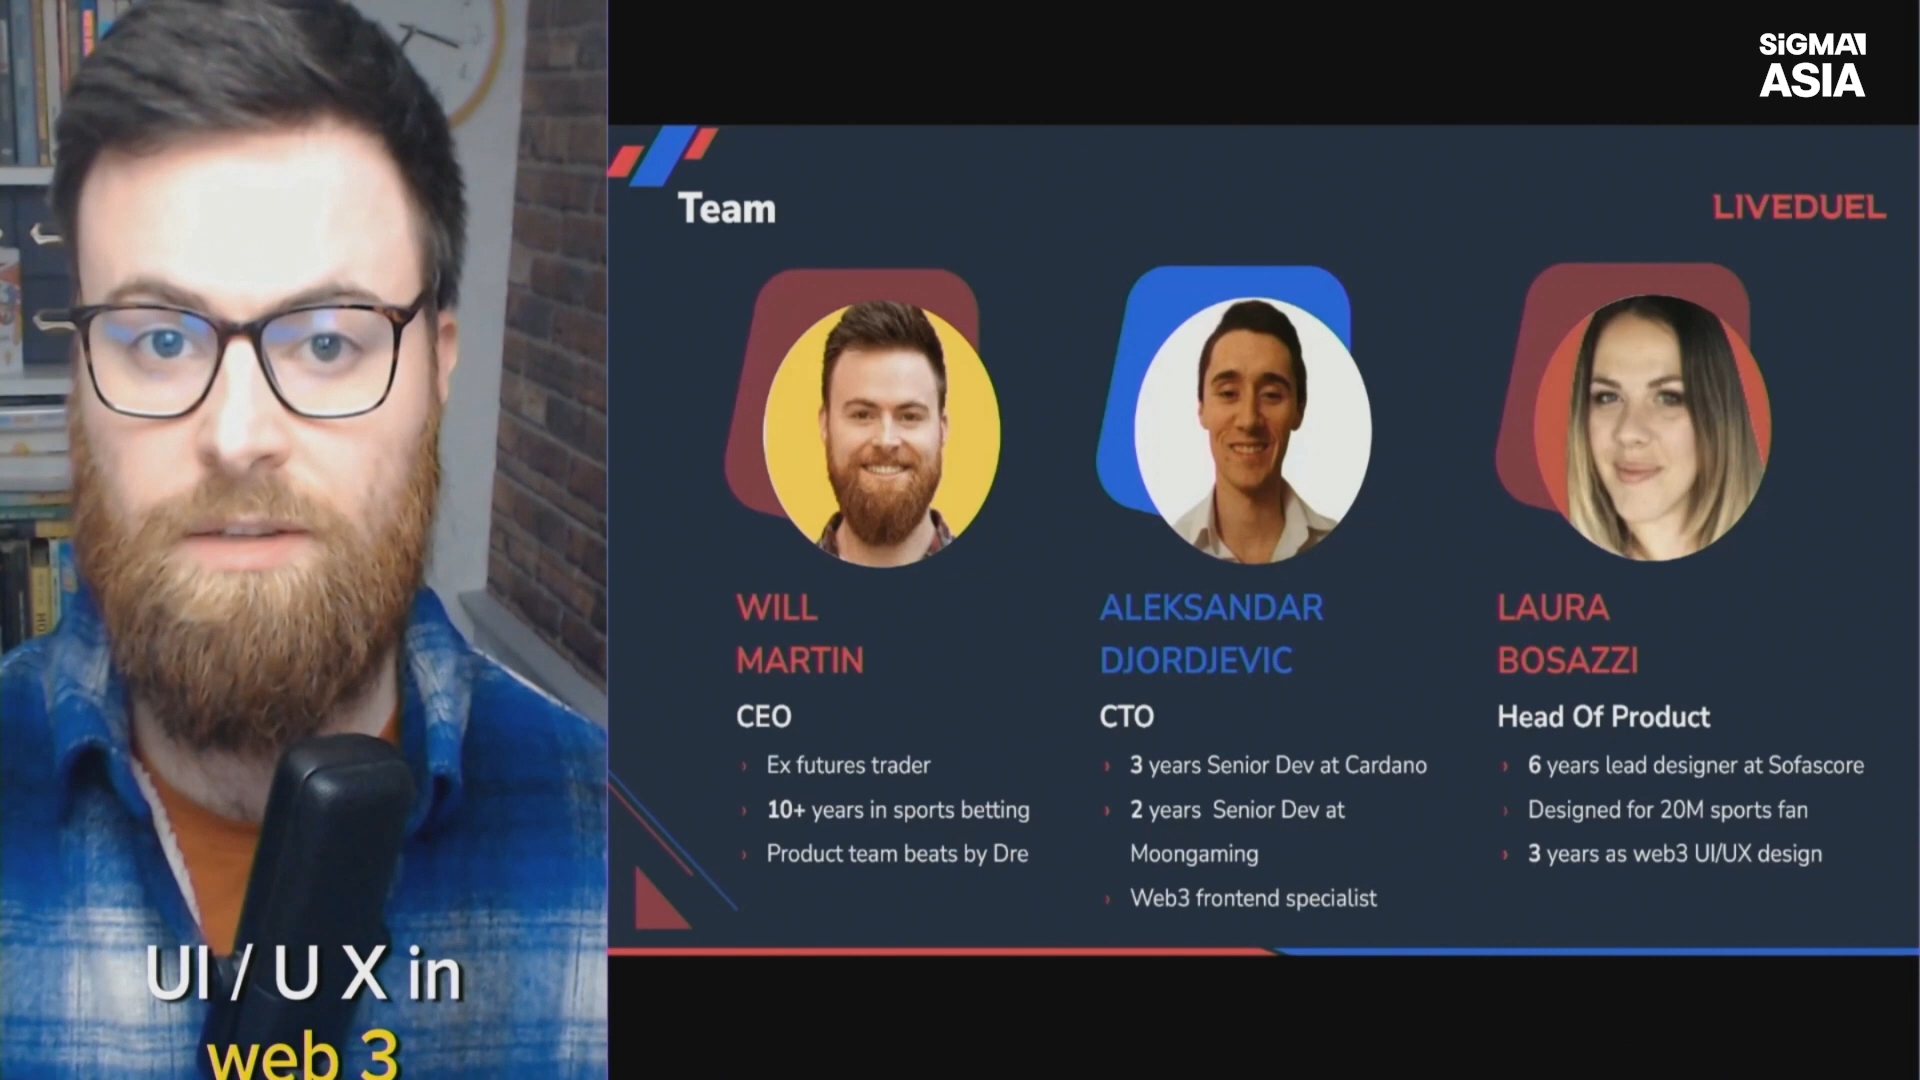 SiGMA
ASIA
Team
LIVEDUEL
WILL
MARTIN
CEO
Ex futures trader
10+ years in sports betting
Product team beats by Dre
ALEKSANDAR
DJORDJEVIC
CTO
3 years Senior Dev at Cardano
2 years Senior Dev at
Moongaming
Web3 frontend specialist
LAURA
BOSAZZI
Head Of Product
6 years lead designer at Sofascore
Designed for 20M sports fan
3 years as web3 UI/UX design
UI / U X in
web 3